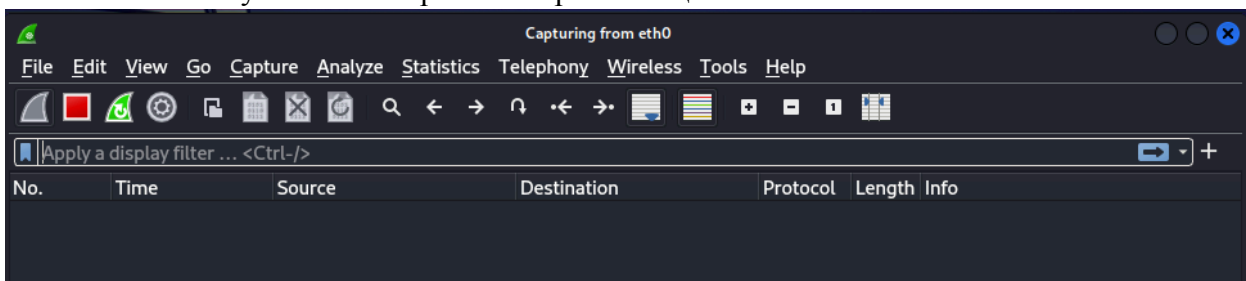 Capturing from eth0
File Edit View Go Capture Analyze Statistics Telephony Wireless Tools Help
Apply a display filter … <Ctrl-/>
No. Time Source Destination Protocol Length Info